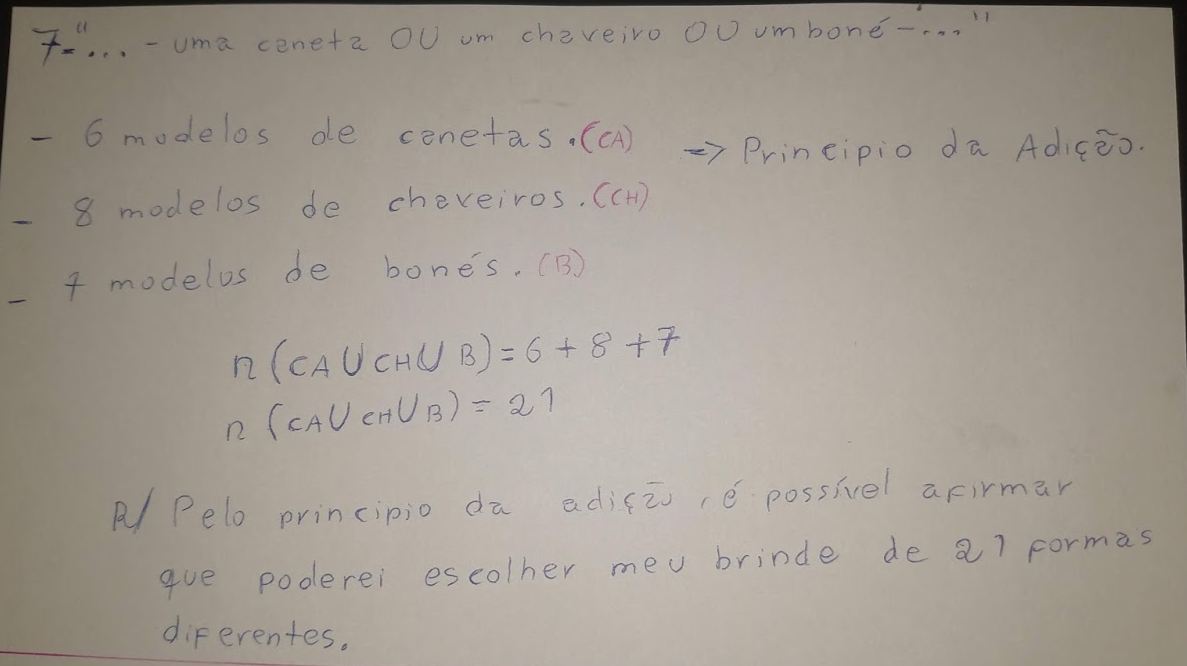 7- "... - uma caneta OU um chaveiro OU um boné - ..."
- 6 modelos de canetas. (CA) => Principio da Adição.
- 8 modelos de chaveiros. (CH)
- 7 modelos de bonés. (B)
n (CA U CH U B) = 6 + 8 + 7
n (CA U CH U B) = 21
R/ Pelo principio da adição, é possível afirmar
que poderei escolher meu brinde de 21 formas
diferentes.